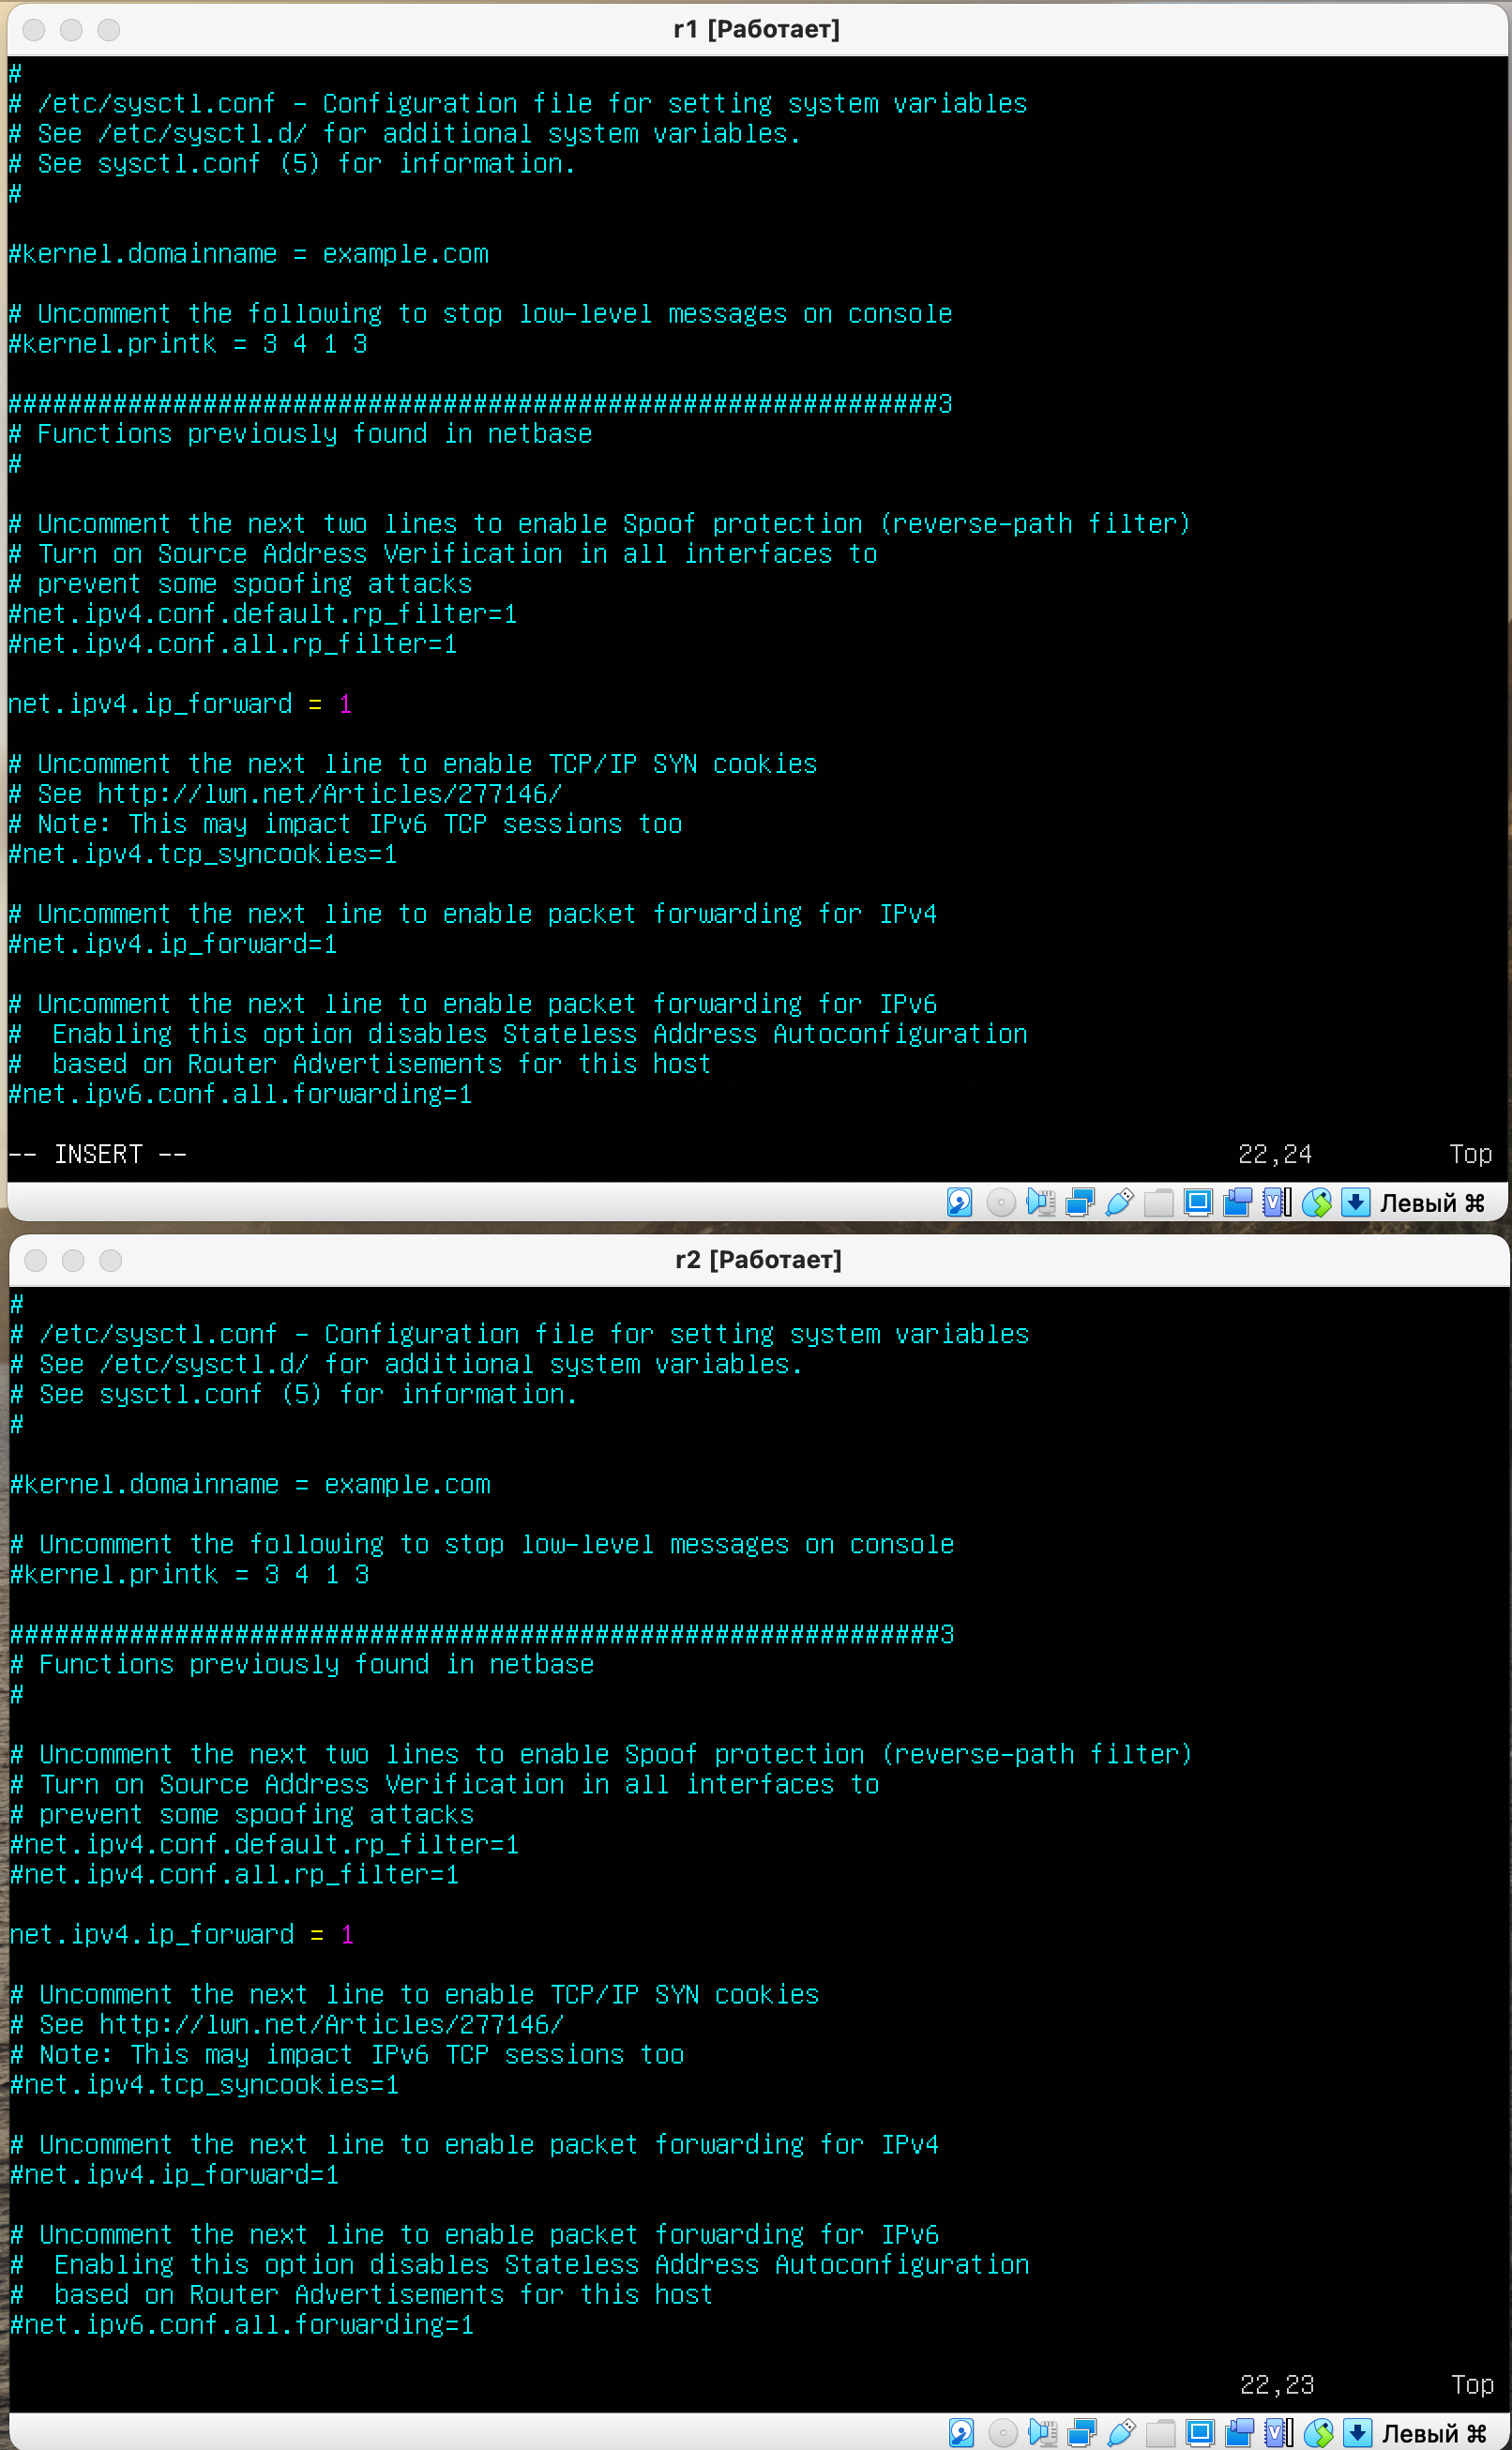 r1 [Работает]
#
# /etc/sysctl.conf - Configuration file for setting system variables
# See /etc/sysctl.d/ for additional system variables.
# See sysctl.conf (5) for information.
#
#kernel.domainname = example.com
# Uncomment the following to stop low-level messages on console
#kernel.printk = 3 4 1 3
##############################################################3
# Functions previously found in netbase
#
# Uncomment the next two lines to enable Spoof protection (reverse-path filter)
# Turn on Source Address Verification in all interfaces to
# prevent some spoofing attacks
#net.ipv4.conf.default.rp_filter=1
#net.ipv4.conf.all.rp_filter=1
net.ipv4.ip_forward = 1
# Uncomment the next line to enable TCP/IP SYN cookies
# See http://lwn.net/Articles/277146/
# Note: This may impact IPv6 TCP sessions too
#net.ipv4.tcp_syncookies=1
# Uncomment the next line to enable packet forwarding for IPv4
#net.ipv4.ip_forward=1
# Uncomment the next line to enable packet forwarding for IPv6
#  Enabling this option disables Stateless Address Autoconfiguration
#  based on Router Advertisements for this host
#net.ipv6.conf.all.forwarding=1
-- INSERT -- 22,24 Top
Левый ⌘
r2 [Работает]
#
# /etc/sysctl.conf - Configuration file for setting system variables
# See /etc/sysctl.d/ for additional system variables.
# See sysctl.conf (5) for information.
#
#kernel.domainname = example.com
# Uncomment the following to stop low-level messages on console
#kernel.printk = 3 4 1 3
##############################################################3
# Functions previously found in netbase
#
# Uncomment the next two lines to enable Spoof protection (reverse-path filter)
# Turn on Source Address Verification in all interfaces to
# prevent some spoofing attacks
#net.ipv4.conf.default.rp_filter=1
#net.ipv4.conf.all.rp_filter=1
net.ipv4.ip_forward = 1
# Uncomment the next line to enable TCP/IP SYN cookies
# See http://lwn.net/Articles/277146/
# Note: This may impact IPv6 TCP sessions too
#net.ipv4.tcp_syncookies=1
# Uncomment the next line to enable packet forwarding for IPv4
#net.ipv4.ip_forward=1
# Uncomment the next line to enable packet forwarding for IPv6
#  Enabling this option disables Stateless Address Autoconfiguration
#  based on Router Advertisements for this host
#net.ipv6.conf.all.forwarding=1
22,23 Top
Левый ⌘